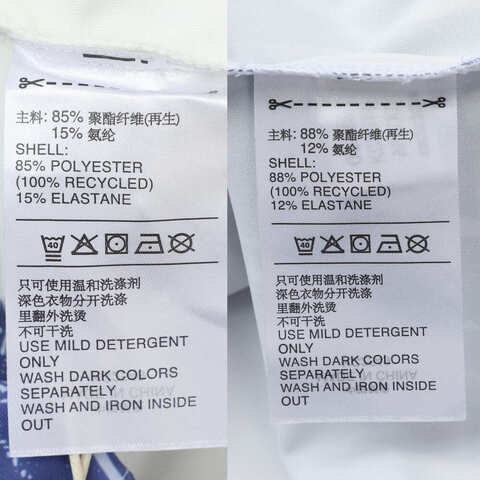 主料: 85% 聚酯纤维(再生)
15% 氨纶
SHELL:
85% POLYESTER
(100% RECYCLED)
15% ELASTANE
40
只可使用温和洗涤剂
深色衣物分开洗涤
里翻外洗烫
不可干洗
USE MILD DETERGENT
ONLY
WASH DARK COLORS
SEPARATELY
WASH AND IRON INSIDE
OUT
主料: 88% 聚酯纤维(再生)
12% 氨纶
SHELL:
88% POLYESTER
(100% RECYCLED)
12% ELASTANE
40
只可使用温和洗涤剂
深色衣物分开洗涤
里翻外洗烫
不可干洗
USE MILD DETERGENT
ONLY
WASH DARK COLORS
SEPARATELY
WASH AND IRON INSIDE
OUT